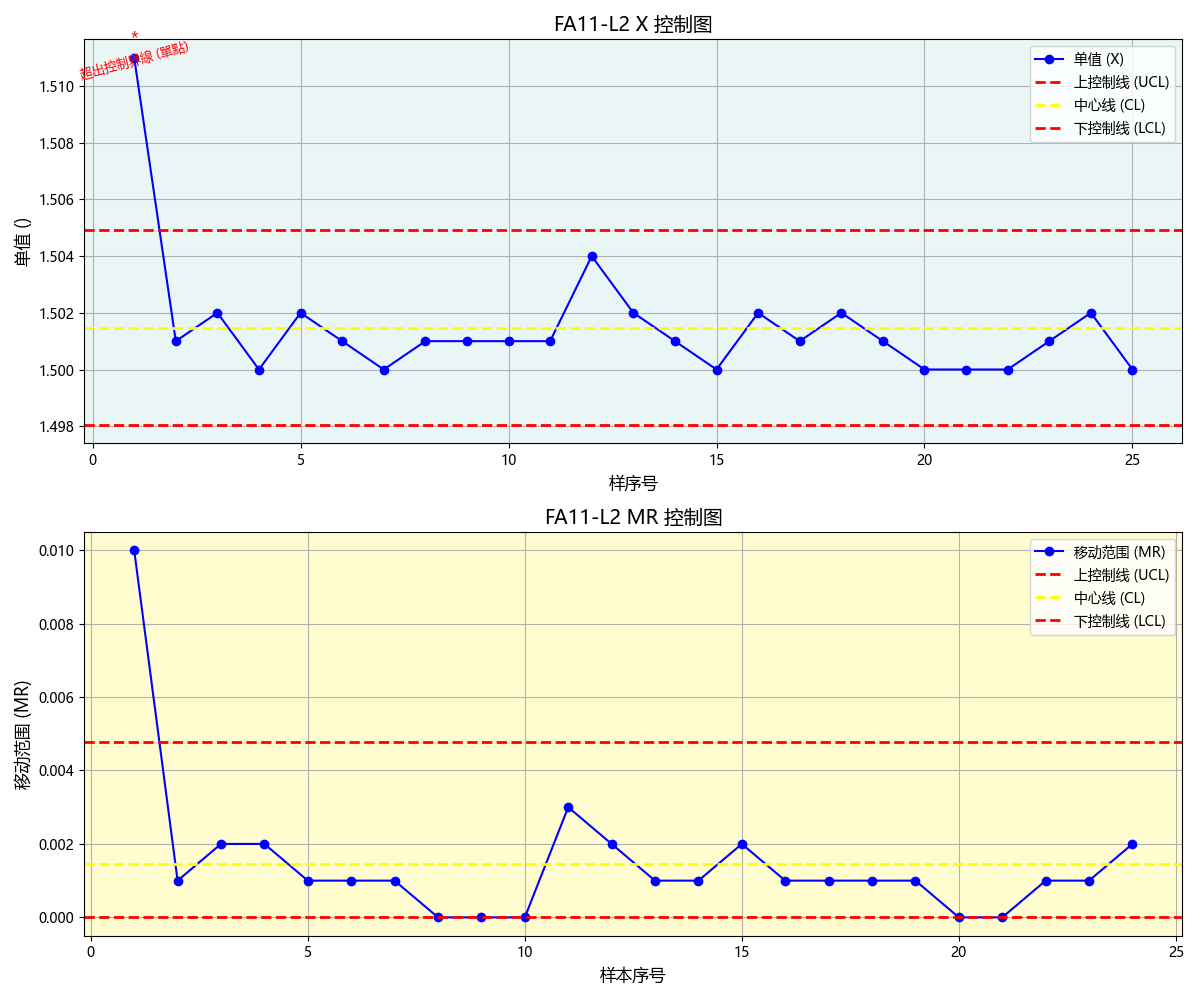 FA11-L2 X 控制图
*
超出控制界線 (單點)
单值 (X)
上控制线 (UCL)
中心线 (CL)
下控制线 (LCL)
单值 ()
1.510
1.508
1.506
1.504
1.502
1.500
1.498
0 5 10 15 20 25
样序号
FA11-L2 MR 控制图
移动范围 (MR)
上控制线 (UCL)
中心线 (CL)
下控制线 (LCL)
移动范围 (MR)
0.010
0.008
0.006
0.004
0.002
0.000
0 5 10 15 20 25
样本序号